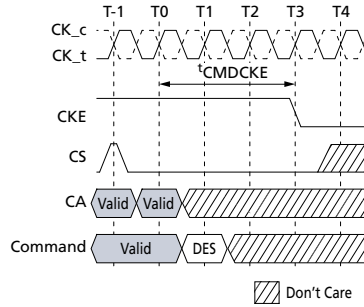 T-1 T0 T1 T2 T3 T4
CK_c
CK_t
tCMDCKE
CKE
CS
CA Valid Valid
Command Valid DES
Don't Care